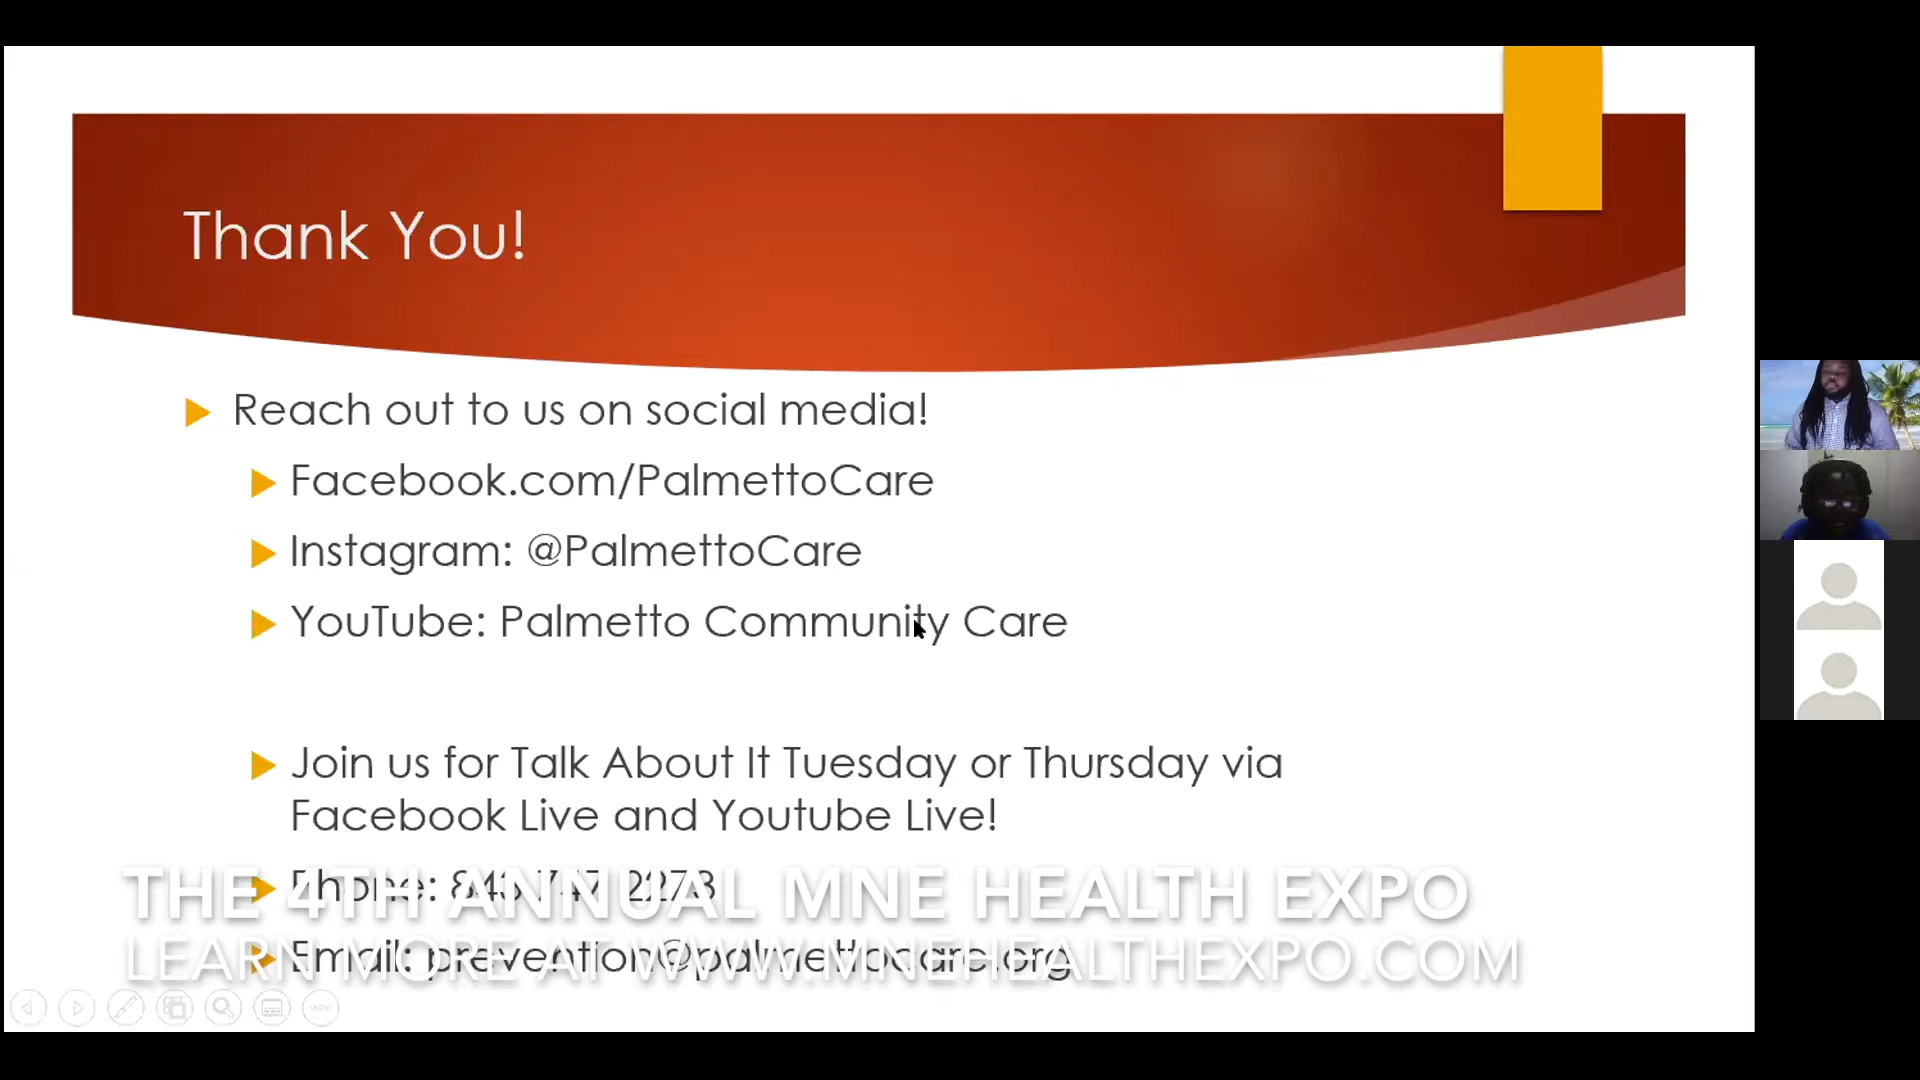 Thank You!
Reach out to us on social media!
Facebook.com/PalmettoCare
Instagram: @PalmettoCare
YouTube: Palmetto Community Care
Join us for Talk About It Tuesday or Thursday via
Facebook Live and Youtube Live!
Phone: 843 747 2273
THE 4TH ANNUAL MNE HEALTH EXPO
Email: prevention@palmettocare.org
LEARN MORE AT WWW.MNEHEALTHEXPO.COM